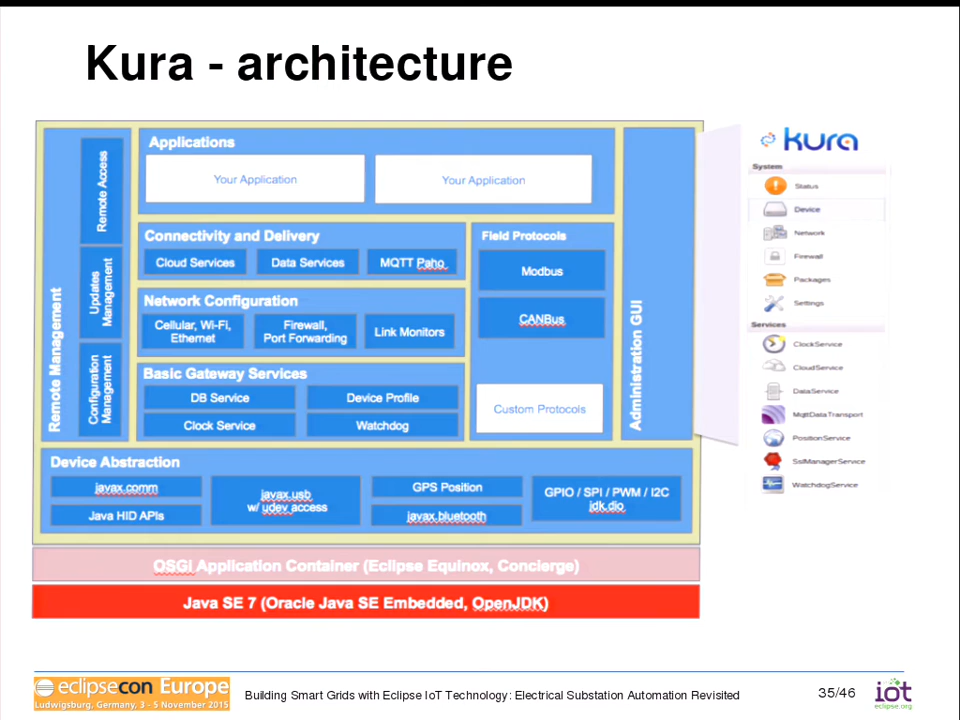 Kura - architecture
Remote Management
Remote Access
Updates
Management
Configuration
Management
Applications
Your Application
Your Application
Connectivity and Delivery
Cloud Services
Data Services
MQTT Paho
Network Configuration
Cellular, Wi-Fi,
Ethernet
Firewall,
Port Forwarding
Link Monitors
Basic Gateway Services
DB Service
Device Profile
Clock Service
Watchdog
Field Protocols
Modbus
CANBus
Custom Protocols
Administration GUI
Device Abstraction
javax.comm
Java HID APIs
javax.usb
w/ udev access
GPS Position
javax.bluetooth
GPIO / SPI / PWM / I2C
jdk.dio
OSGi Application Container (Eclipse Equinox, Concierge)
Java SE 7 (Oracle Java SE Embedded, OpenJDK)
kura
System
Status
Device
Network
Firewall
Packages
Settings
Services
ClockService
CloudService
DataService
MqttDataTransport
PositionService
SslManagerService
WatchdogService
eclipsecon Europe
Ludwigsburg, Germany, 3 - 5 November 2015
Building Smart Grids with Eclipse IoT Technology: Electrical Substation Automation Revisited
35/46
iot
eclipse.org